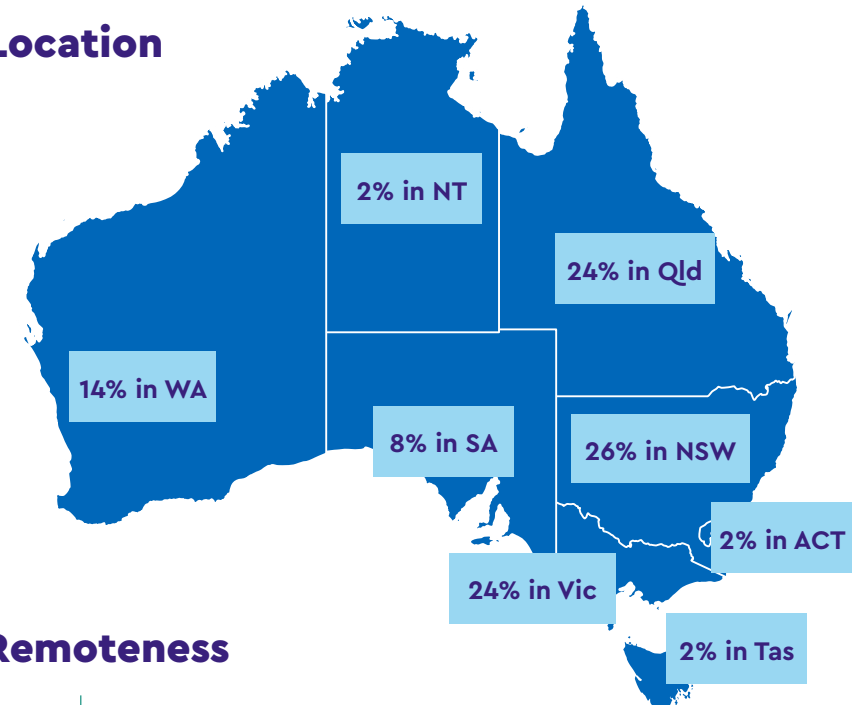 Location
2% in NT
24% in Qld
14% in WA
8% in SA
26% in NSW
2% in ACT
24% in Vic
Remoteness
2% in Tas